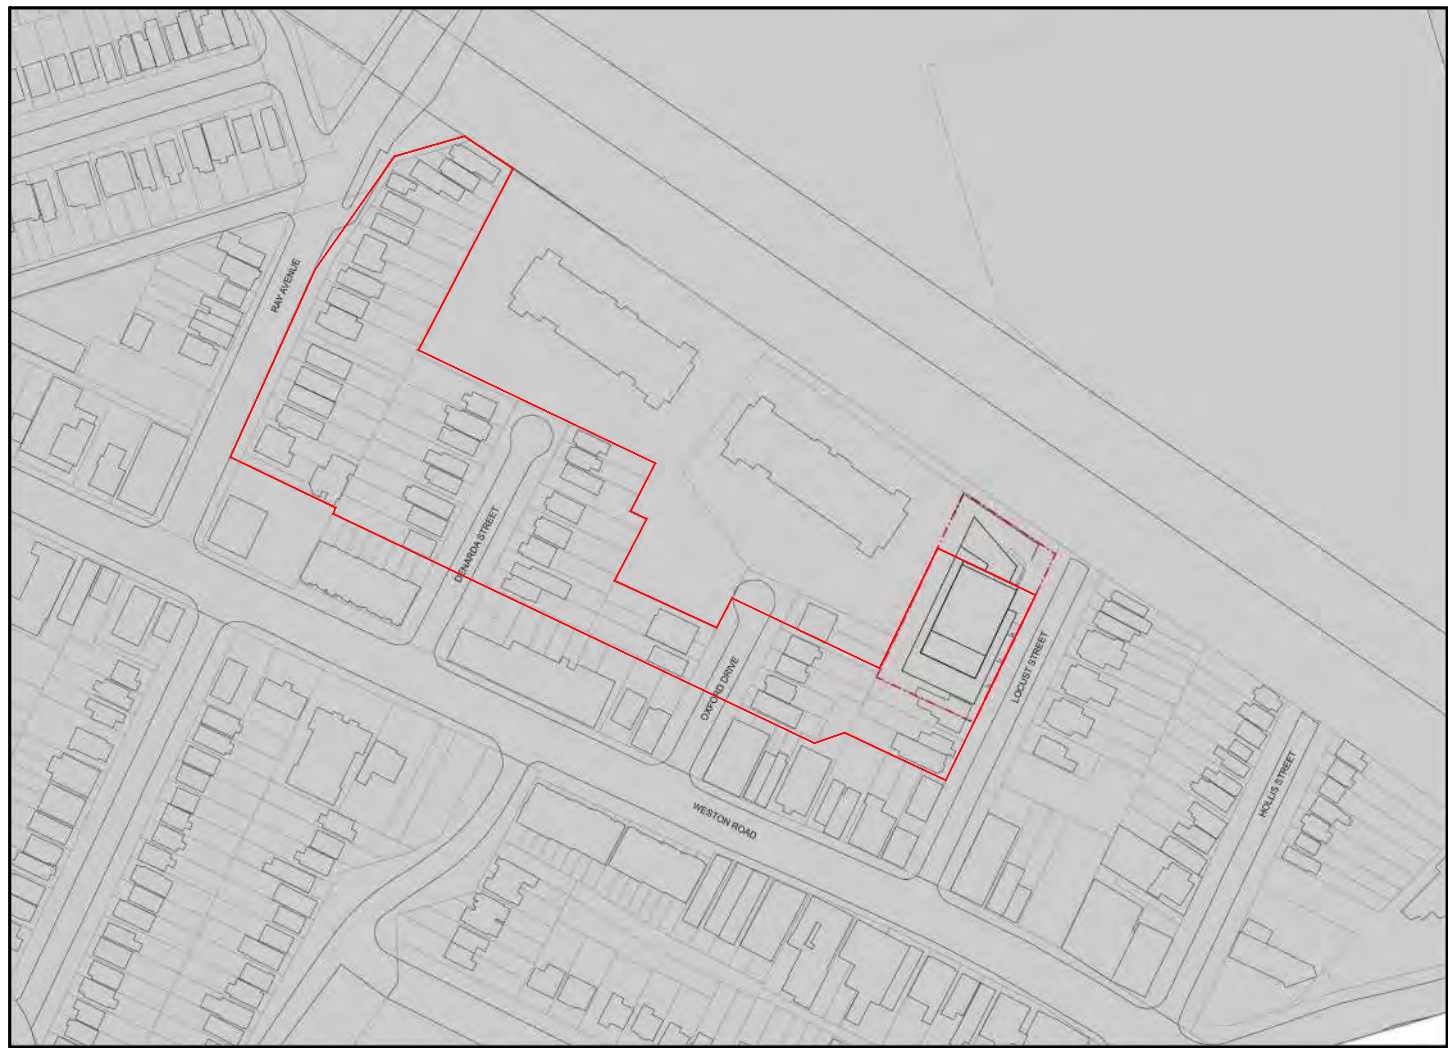 RAY AVENUE
DENARDA STREET
OXFORD DRIVE
LOCUST STREET
HOLLIS STREET
WESTON ROAD